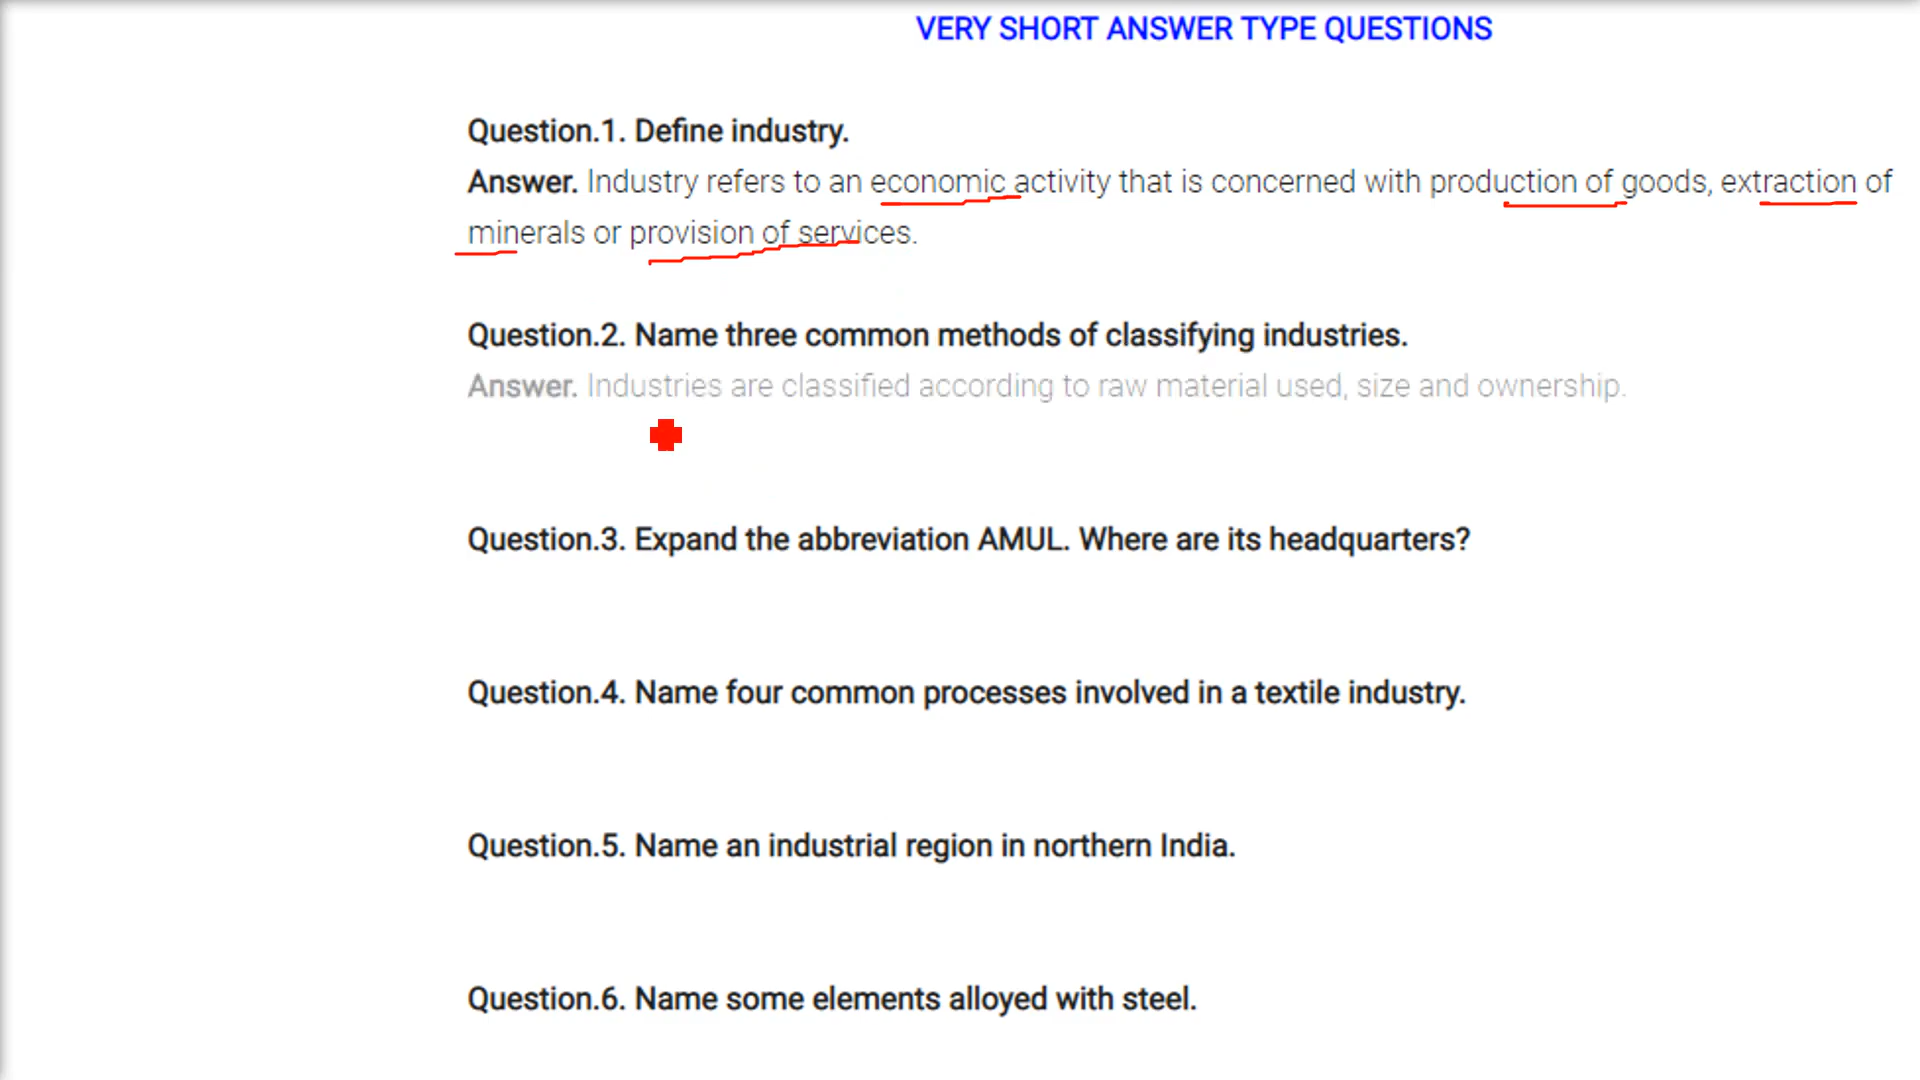 VERY SHORT ANSWER TYPE QUESTIONS
Question.1. Define industry.
Answer. Industry refers to an economic activity that is concerned with production of goods, extraction of
minerals or provision of services.
Question.2. Name three common methods of classifying industries.
Answer. Industries are classified according to raw material used, size and ownership.
Question.3. Expand the abbreviation AMUL. Where are its headquarters?
Question.4. Name four common processes involved in a textile industry.
Question.5. Name an industrial region in northern India.
Question.6. Name some elements alloyed with steel.